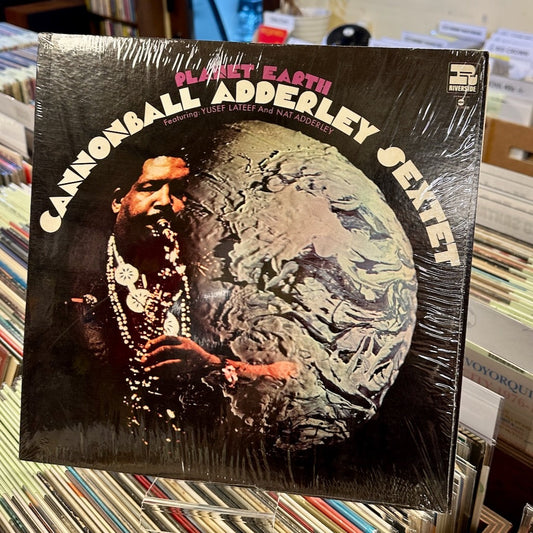 PLANET EARTH
CANNONBALL ADDERLEY SEXTET
Featuring: YUSEF LATEEF And NAT ADDERLEY
RIVERSIDE